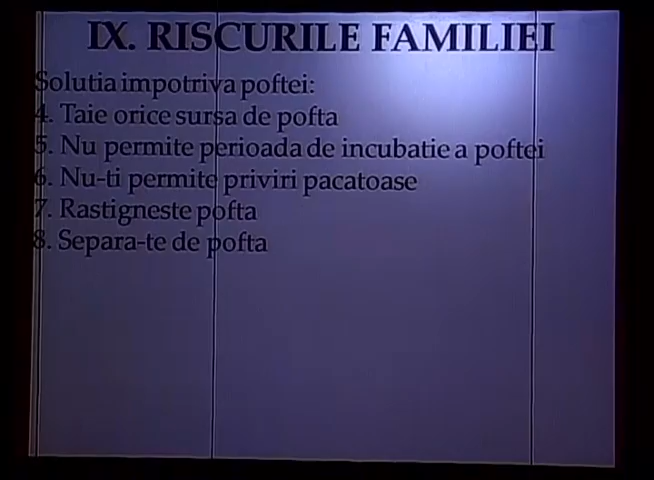 IX. RISCURILE FAMILIEI
Solutia impotriva poftei:
4. Taie orice sursa de pofta
5. Nu permite perioada de incubatie a poftei
6. Nu-ti permite priviri pacatoase
7. Rastigneste pofta
8. Separa-te de pofta